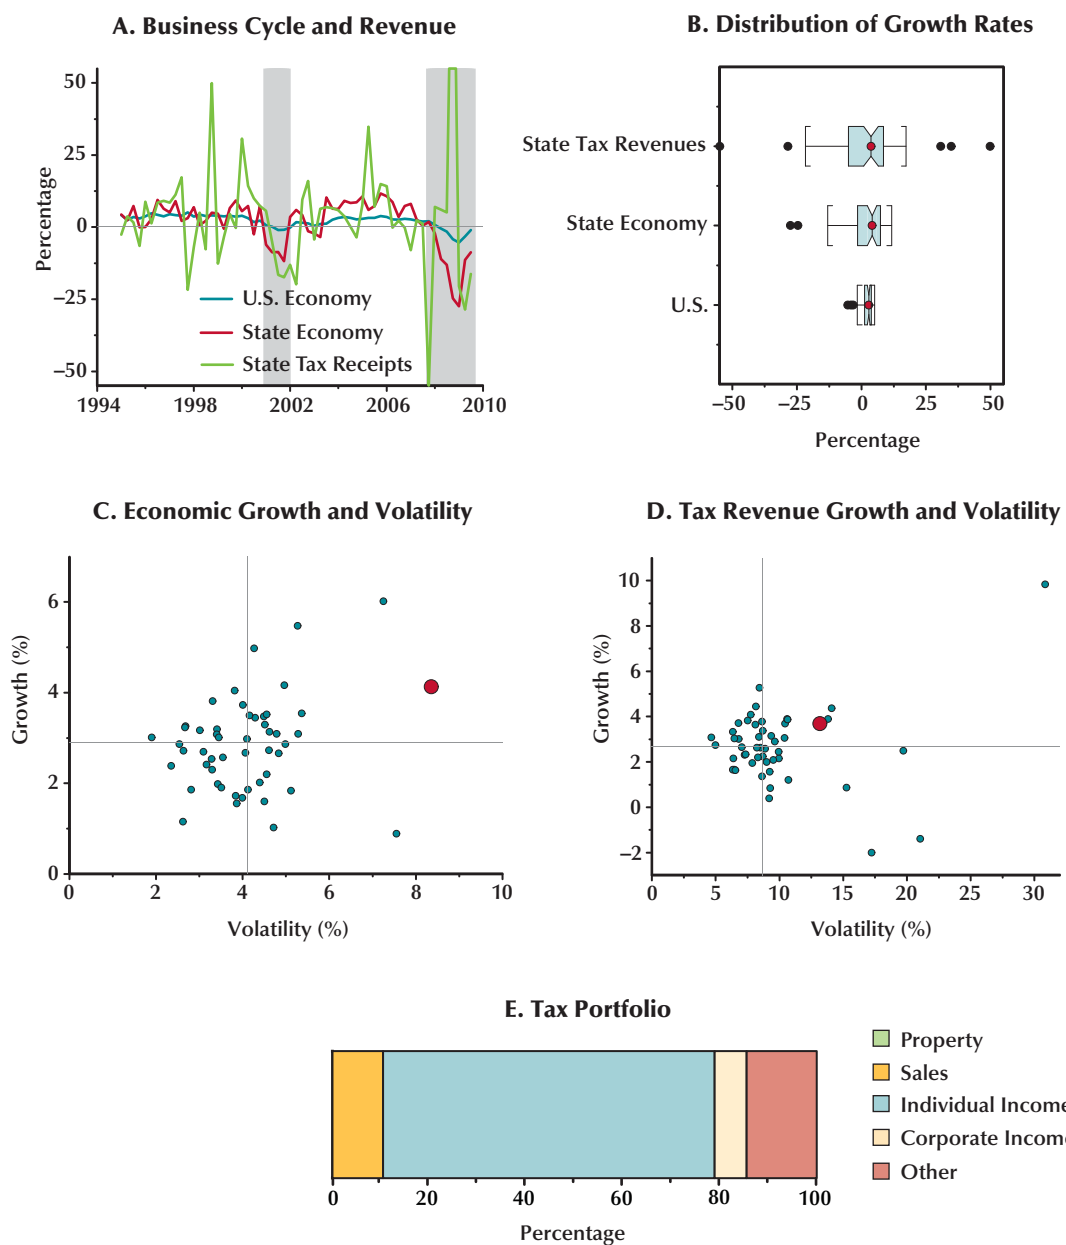 A. Business Cycle and Revenue
50
25
0
−25
−50
Percentage
U.S. Economy
State Economy
State Tax Receipts
1994 1998 2002 2006 2010
B. Distribution of Growth Rates
State Tax Revenues
State Economy
U.S.
−50 −25 0 25 50
Percentage
C. Economic Growth and Volatility
6
4
2
0
Growth (%)
0 2 4 6 8 10
Volatility (%)
D. Tax Revenue Growth and Volatility
10
8
6
4
2
0
−2
Growth (%)
0 5 10 15 20 25 30
Volatility (%)
E. Tax Portfolio
0 20 40 60 80 100
Percentage
Property
Sales
Individual Income
Corporate Income
Other